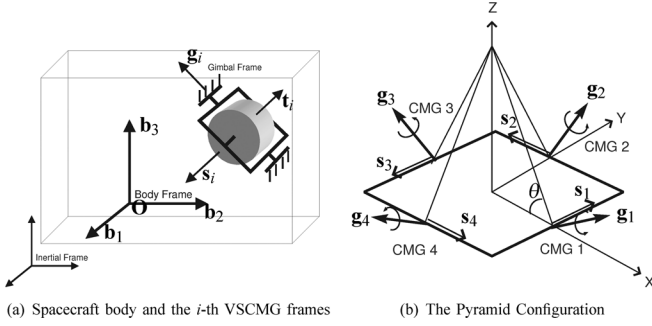 g_i
Gimbal Frame
t_i
b_3
s_i
Body Frame
O
b_2
b_1
Inertial Frame
(a) Spacecraft body and the i-th VSCMG frames
Z
g_3
CMG 3
s_2
g_2
Y
CMG 2
s_3
θ
s_1
g_4
s_4
g_1
CMG 4
CMG 1
X
(b) The Pyramid Configuration